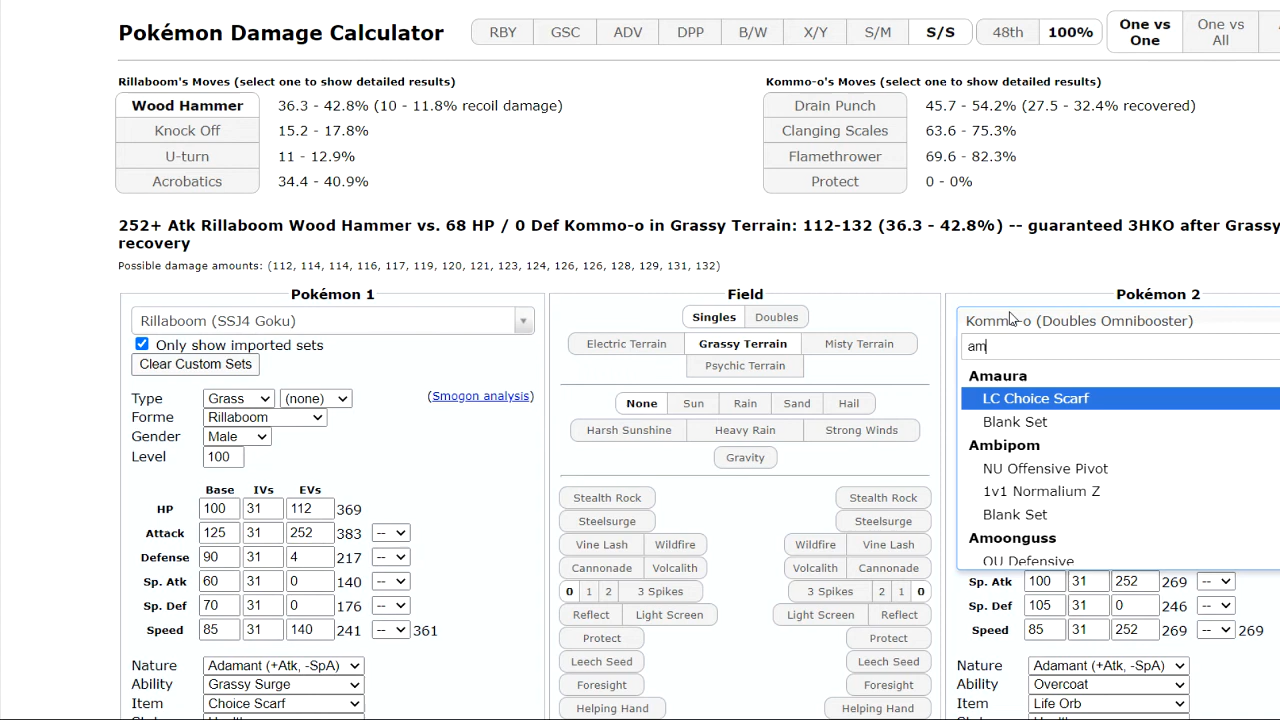 Pokémon Damage Calculator
RBY GSC ADV DPP B/W X/Y S/M S/S 48th 100% One vs One One vs All
Rillaboom's Moves (select one to show detailed results)
Wood Hammer 36.3 - 42.8% (10 - 11.8% recoil damage)
Knock Off 15.2 - 17.8%
U-turn 11 - 12.9%
Acrobatics 34.4 - 40.9%
Kommo-o's Moves (select one to show detailed results)
Drain Punch 45.7 - 54.2% (27.5 - 32.4% recovered)
Clanging Scales 63.6 - 75.3%
Flamethrower 69.6 - 82.3%
Protect 0 - 0%
252+ Atk Rillaboom Wood Hammer vs. 68 HP / 0 Def Kommo-o in Grassy Terrain: 112-132 (36.3 - 42.8%) -- guaranteed 3HKO after Grassy
recovery
Possible damage amounts: (112, 114, 114, 116, 117, 119, 120, 121, 123, 124, 126, 126, 128, 129, 131, 132)
Pokémon 1
Rillaboom (SSJ4 Goku)
Only show imported sets
Clear Custom Sets
Type Grass (none) (Smogon analysis)
Forme Rillaboom
Gender Male
Level 100
Base IVs EVs
HP 100 31 112 369
Attack 125 31 252 383 --
Defense 90 31 4 217 --
Sp. Atk 60 31 0 140 --
Sp. Def 70 31 0 176 --
Speed 85 31 140 241 -- 361
Nature Adamant (+Atk, -SpA)
Ability Grassy Surge
Item Choice Scarf
Field
Singles Doubles
Electric Terrain Grassy Terrain Misty Terrain
Psychic Terrain
None Sun Rain Sand Hail
Harsh Sunshine Heavy Rain Strong Winds
Gravity
Stealth Rock Stealth Rock
Steelsurge Steelsurge
Vine Lash Wildfire Wildfire Vine Lash
Cannonade Volcalith Volcalith Cannonade
0 1 2 3 Spikes 3 Spikes 2 1 0
Reflect Light Screen Light Screen Reflect
Protect Protect
Leech Seed Leech Seed
Foresight Foresight
Helping Hand Helping Hand
Pokémon 2
Kommo-o (Doubles Omnibooster)
am
Amaura
LC Choice Scarf
Blank Set
Ambipom
NU Offensive Pivot
1v1 Normalium Z
Blank Set
Amoonguss
OU Defensive
Sp. Atk 100 31 252 269 --
Sp. Def 105 31 0 246 --
Speed 85 31 252 269 -- 269
Nature Adamant (+Atk, -SpA)
Ability Overcoat
Item Life Orb